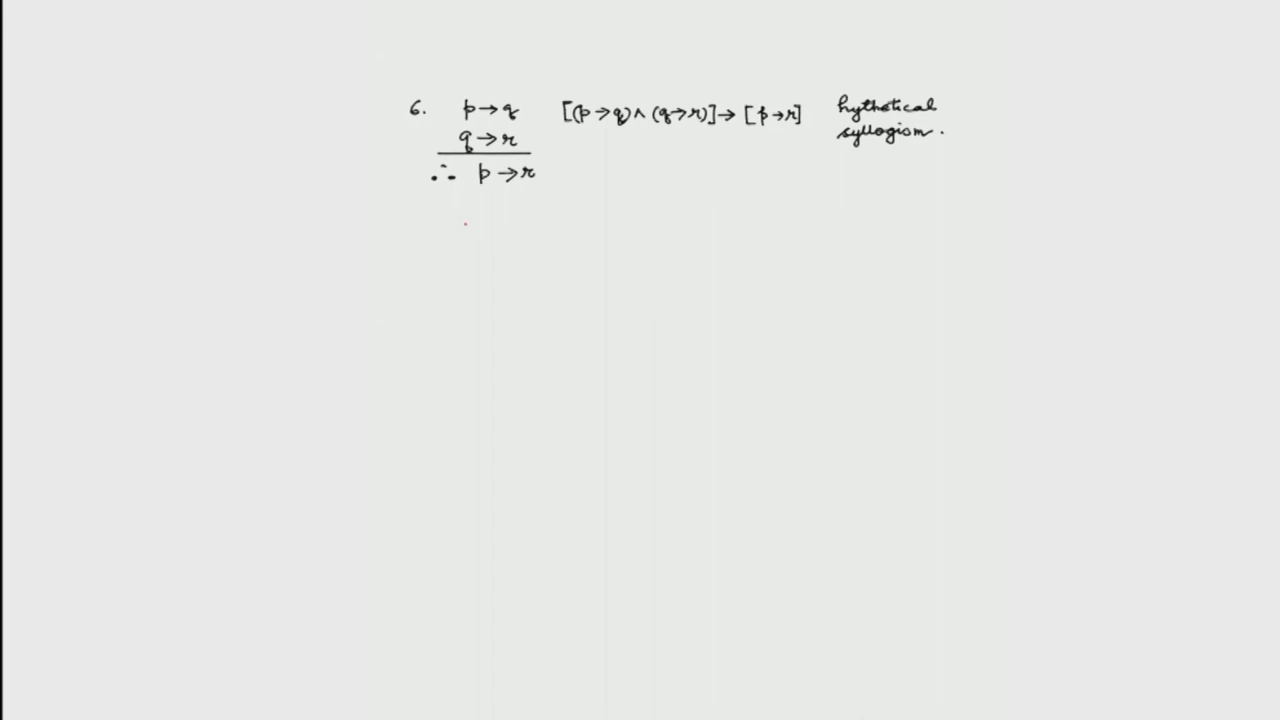 6. p→q [(p→q)∧(q→r)]→[p→r] hythetical
q→r syllogism.
∴ p→r